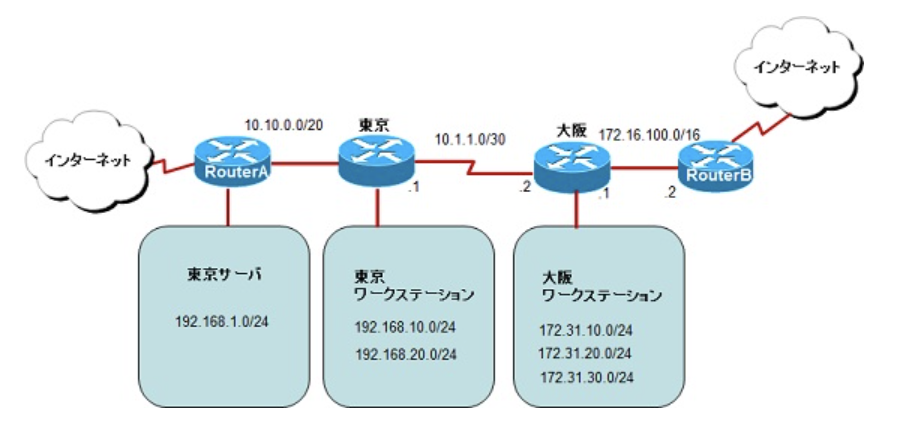 インターネット
10.10.0.0/20
東京
10.1.1.0/30
大阪
172.16.100.0/16
インターネット
RouterA
.1
.2
.1
.2
RouterB
東京サーバ
192.168.1.0/24
東京
ワークステーション
192.168.10.0/24
192.168.20.0/24
大阪
ワークステーション
172.31.10.0/24
172.31.20.0/24
172.31.30.0/24